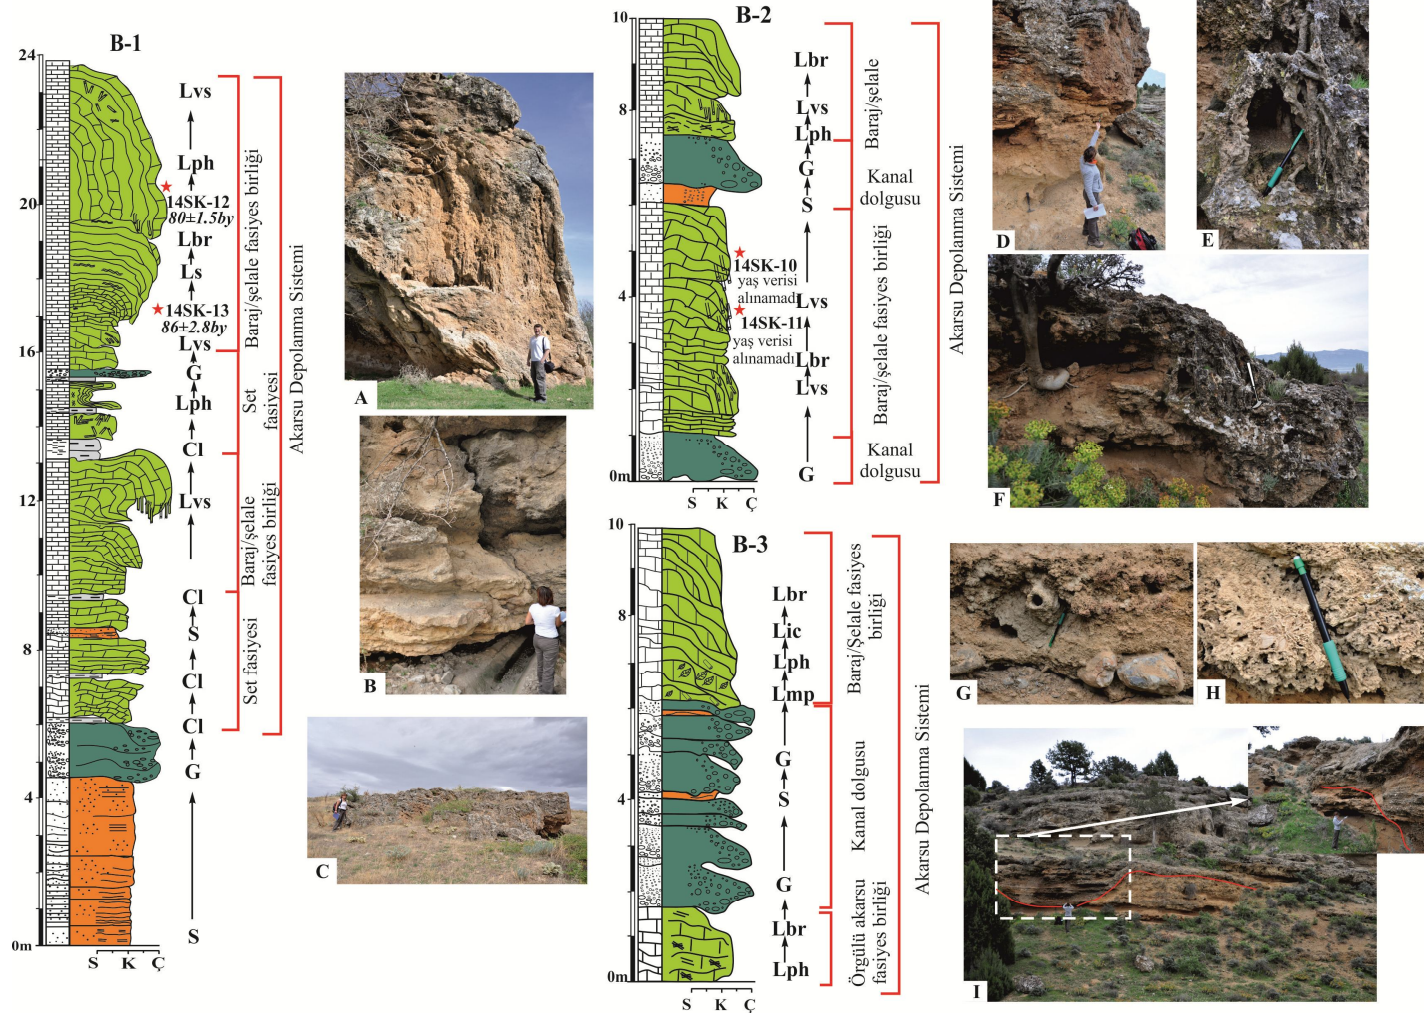 B-1
24
20
16
12
8
4
0m
S K Ç
Lvs
Lph
14SK-12
80±1.5by
Lbr
Ls
14SK-13
86±2.8by
Lvs
G
Lph
Cl
Lvs
Cl
S
Cl
Cl
G
S
Baraj/şelale fasiyes birliği
Set
fasiyesi
Baraj/şelale
fasiyes birliği
Set fasiyesi
Akarsu Depolanma Sistemi
A
B
C
B-2
10
8
4
0m
S K Ç
Lbr
Lvs
Lph
G
S
14SK-10
yaş verisi
alınamadı
Lvs
14SK-11
yaş verisi
alınamadı
Lbr
Lvs
G
Baraj/şelale
Kanal
dolgusu
Baraj/şelale fasiyes birliği
Kanal
dolgusu
Akarsu Depolanma Sistemi
B-3
10
8
4
0m
S K Ç
Lbr
Lic
Lph
Lmp
G
S
G
Lbr
Lph
Baraj/Şelale fasiyes
birliği
Kanal dolgusu
Örgülü akarsu
fasiyes birliği
Akarsu Depolanma Sistemi
D
E
F
G
H
I